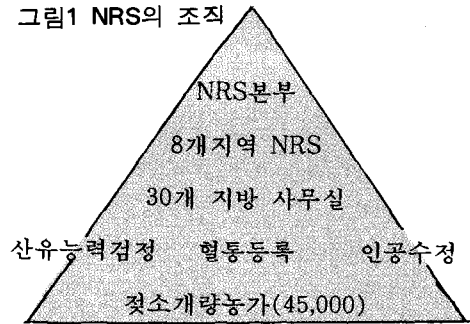 그림1 NRS의 조직
NRS본부
8개지역 NRS
30개 지방 사무실
산유능력검정 혈통등록 인공수정
젖소개량농가(45,000)